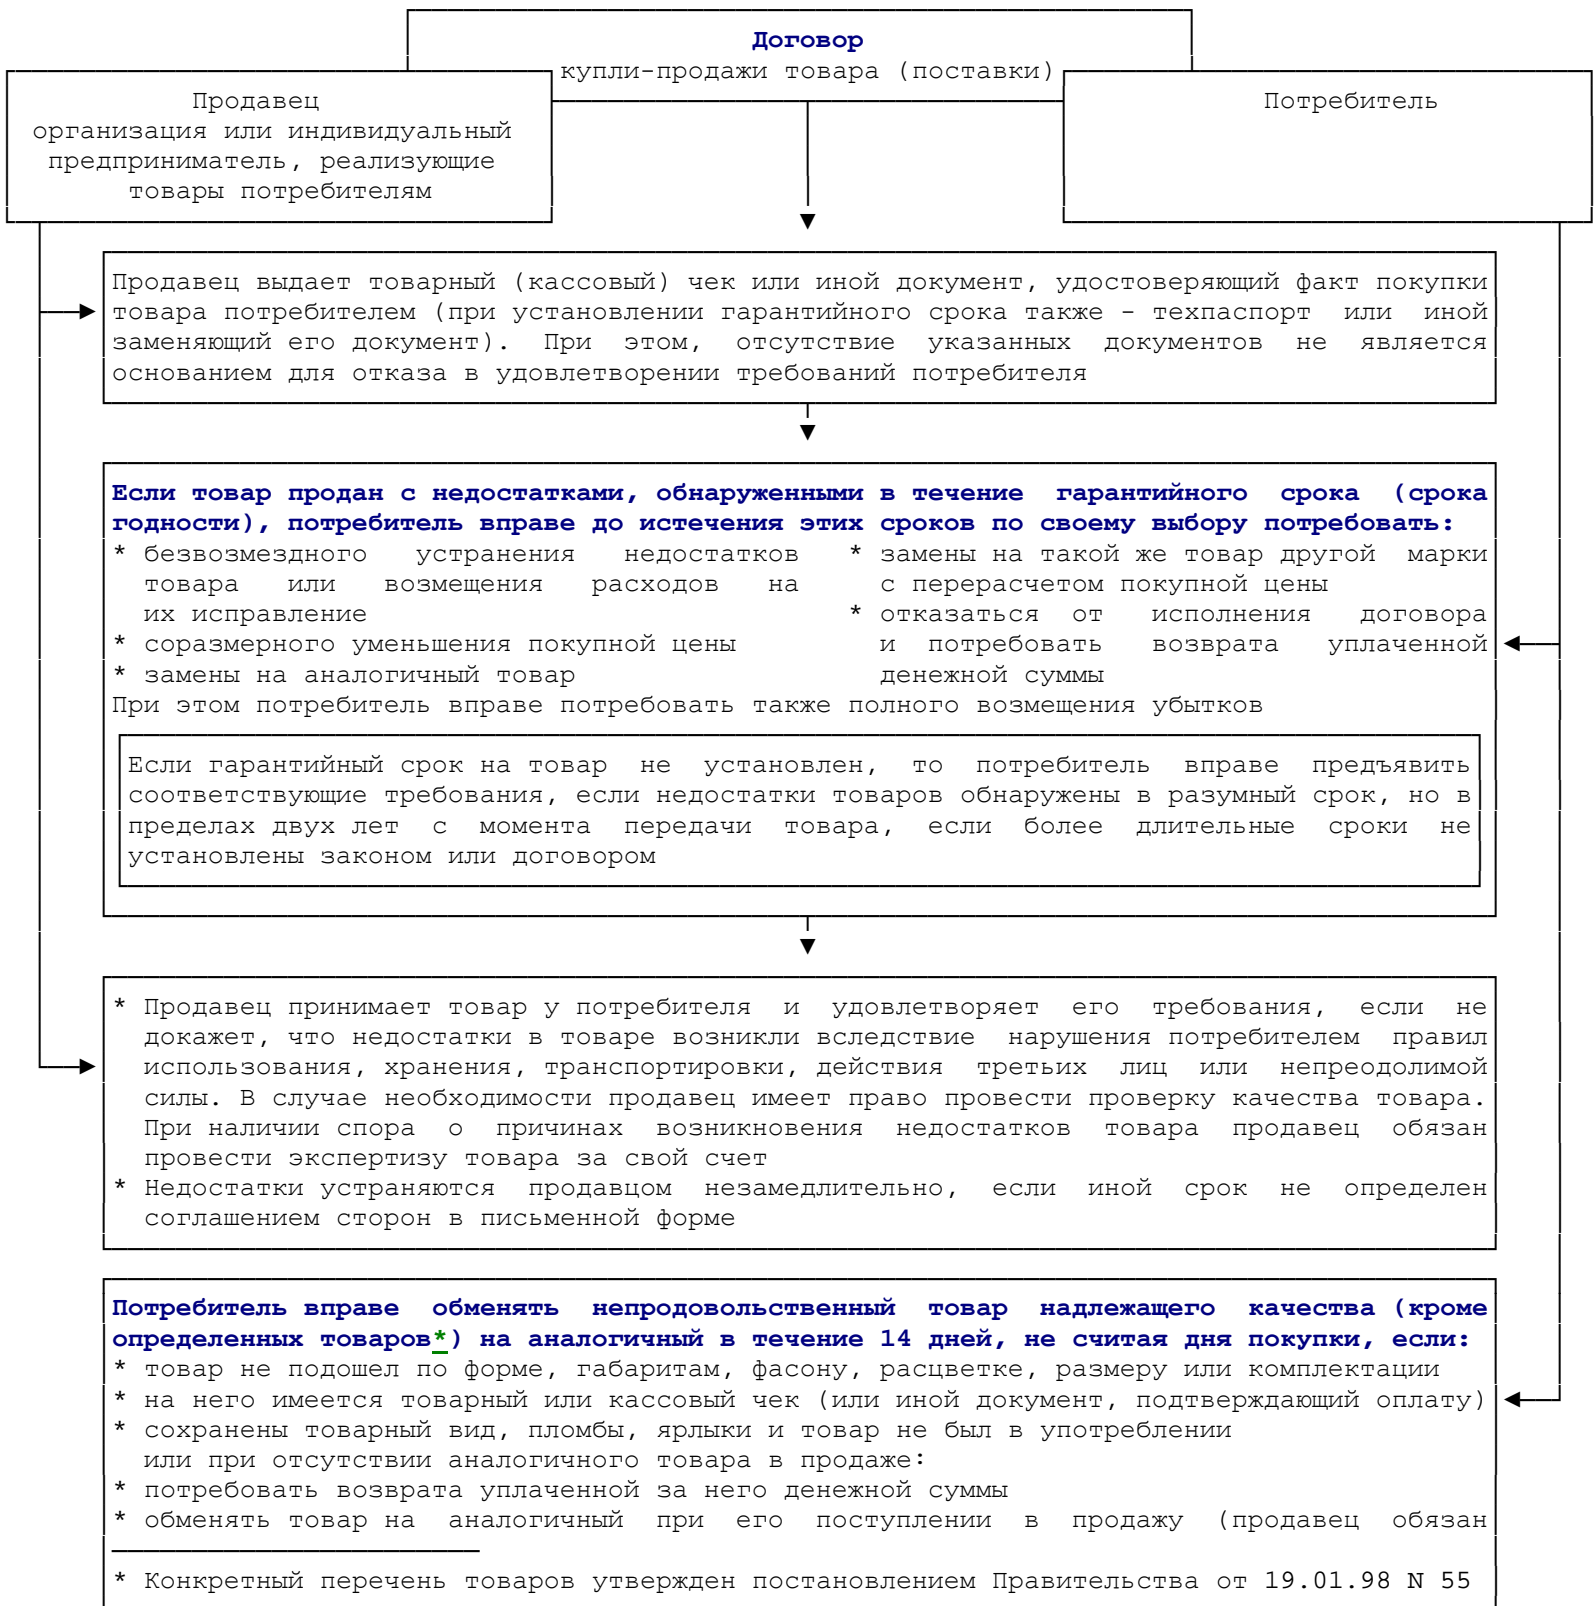 Договор
купли-продажи товара (поставки)
Продавец
организация или индивидуальный
предприниматель, реализующие
товары потребителям
Потребитель
Продавец выдает товарный (кассовый) чек или иной документ, удостоверяющий факт покупки
товара потребителем (при установлении гарантийного срока также - техпаспорт или иной
заменяющий его документ). При этом, отсутствие указанных документов не является
основанием для отказа в удовлетворении требований потребителя
Если товар продан с недостатками, обнаруженными в течение гарантийного срока (срока
годности), потребитель вправе до истечения этих сроков по своему выбору потребовать:
* безвозмездного устранения недостатков
товара или возмещения расходов на
их исправление
* соразмерного уменьшения покупной цены
* замены на аналогичный товар
* замены на такой же товар другой марки
с перерасчетом покупной цены
* отказаться от исполнения договора
и потребовать возврата уплаченной
денежной суммы
При этом потребитель вправе потребовать также полного возмещения убытков
Если гарантийный срок на товар не установлен, то потребитель вправе предъявить
соответствующие требования, если недостатки товаров обнаружены в разумный срок, но в
пределах двух лет с момента передачи товара, если более длительные сроки не
установлены законом или договором
* Продавец принимает товар у потребителя и удовлетворяет его требования, если не
докажет, что недостатки в товаре возникли вследствие нарушения потребителем правил
использования, хранения, транспортировки, действия третьих лиц или непреодолимой
силы. В случае необходимости продавец имеет право провести проверку качества товара.
При наличии спора о причинах возникновения недостатков товара продавец обязан
провести экспертизу товара за свой счет
* Недостатки устраняются продавцом незамедлительно, если иной срок не определен
соглашением сторон в письменной форме
Потребитель вправе обменять непродовольственный товар надлежащего качества (кроме
определенных товаров*) на аналогичный в течение 14 дней, не считая дня покупки, если:
* товар не подошел по форме, габаритам, фасону, расцветке, размеру или комплектации
* на него имеется товарный или кассовый чек (или иной документ, подтверждающий оплату)
* сохранены товарный вид, пломбы, ярлыки и товар не был в употреблении
или при отсутствии аналогичного товара в продаже:
* потребовать возврата уплаченной за него денежной суммы
* обменять товар на аналогичный при его поступлении в продажу (продавец обязан
* Конкретный перечень товаров утвержден постановлением Правительства от 19.01.98 N 55